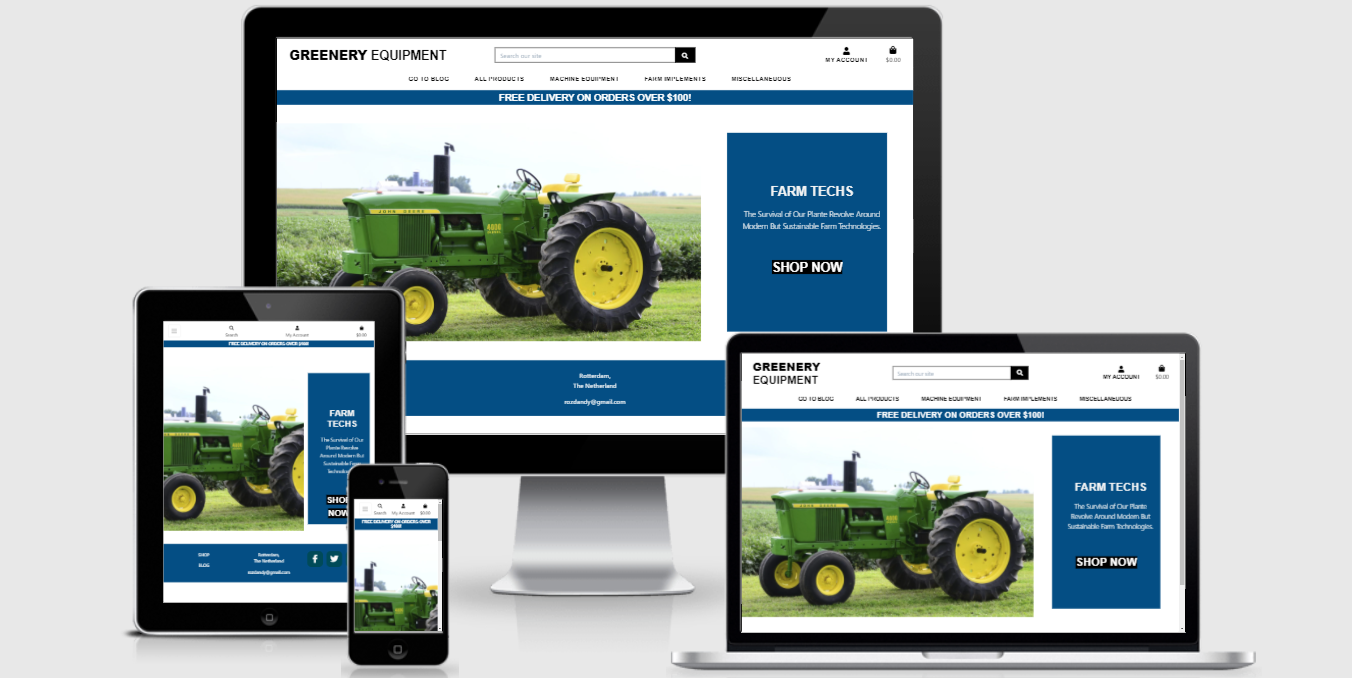 GREENERY EQUIPMENT
Search our site
MY ACCOUNT
$0.00
GO TO BLOG
ALL PRODUCTS
MACHINE EQUIPMENT
FARM IMPLEMENTS
MISCELLANEOUS
FREE DELIVERY ON ORDERS OVER $100!
JOHN DEERE
FARM TECHS
The Survival of Our Plante Revolve Around
Modern But Sustainable Farm Technologies.
SHOP NOW
Rotterdam,
The Netherland
rozdandy@gmail.com
Search
My Account
$0.00
FREE DELIVERY ON ORDERS OVER $100!
FARM
TECHS
The Survival of Our
Plante Revolve
Around Modern But
Sustainable Farm
SHOP
BLOG
Rotterdam,
The Netherland
rozdandy@gmail.com
Search
My Account
$0.00
FREE DELIVERY ON ORDERS OVER
$100!
GREENERY
EQUIPMENT
Search our site
MY ACCOUNT
$0.00
GO TO BLOG
ALL PRODUCTS
MACHINE EQUIPMENT
FARM IMPLEMENTS
MISCELLANEOUS
FREE DELIVERY ON ORDERS OVER $100!
FARM TECHS
The Survival of Our Plante
Revolve Around Modern But
Sustainable Farm Technologies.
SHOP NOW